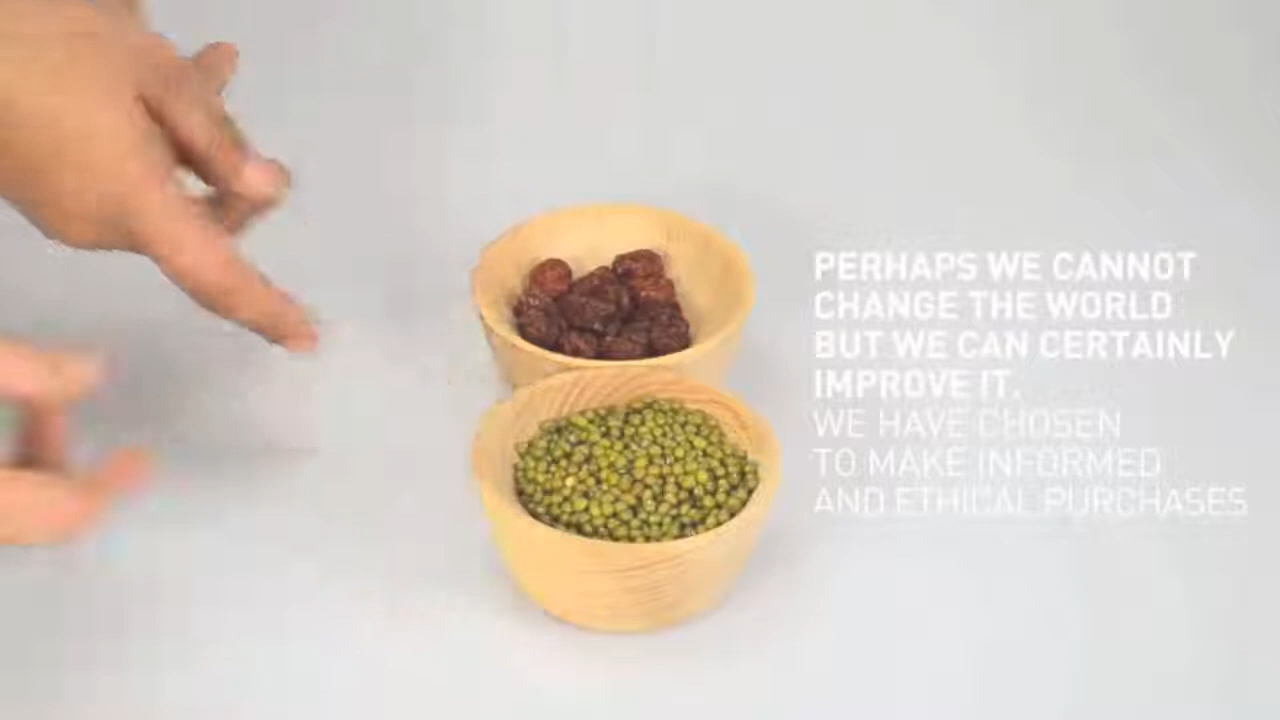 PERHAPS WE CANNOT
CHANGE THE WORLD
BUT WE CAN CERTAINLY
IMPROVE IT.
WE HAVE CHOSEN
TO MAKE INFORMED
AND ETHICAL PURCHASES